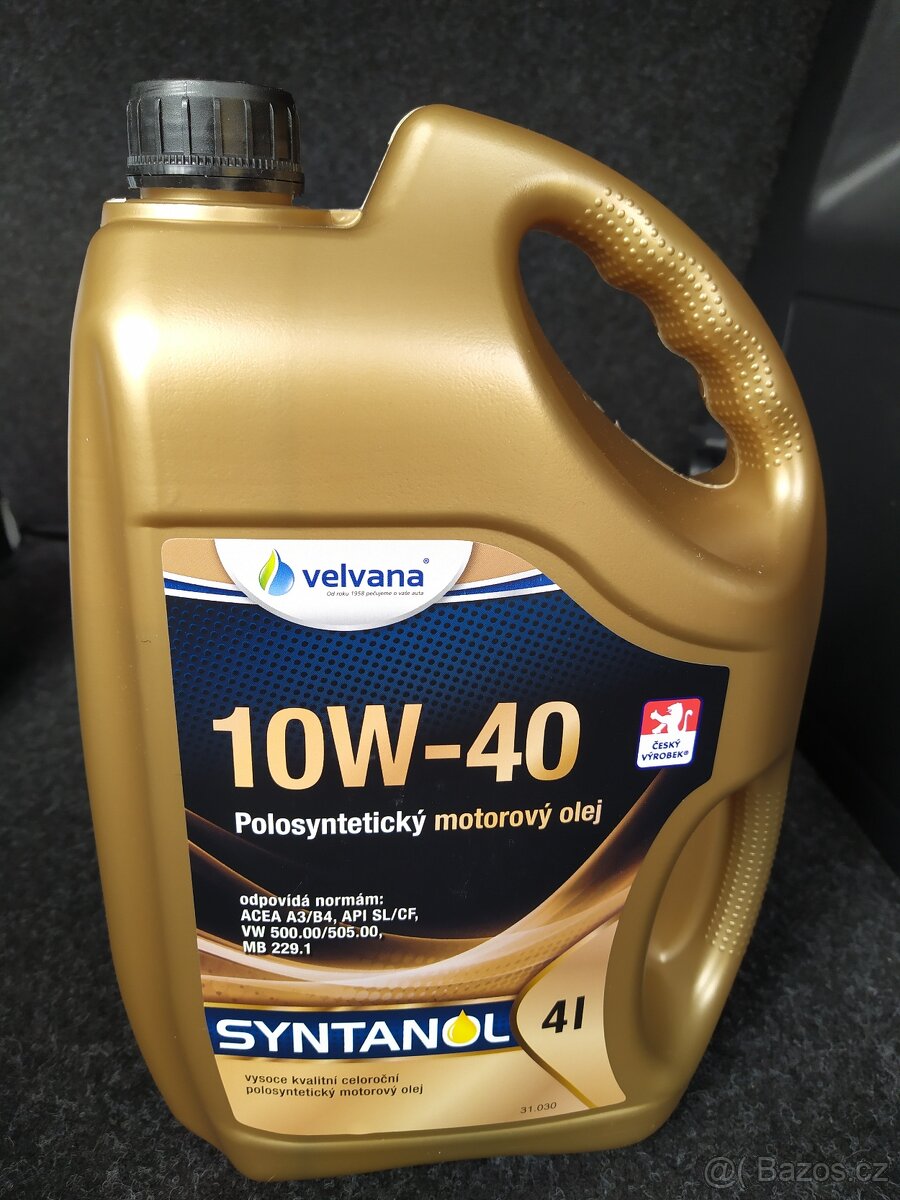 velvana®
Od roku 1958 pečujeme o vaše auta
10W-40
ČESKÝ
VÝROBEK®
Polosyntetický motorový olej
odpovídá normám:
ACEA A3/B4, API SL/CF,
VW 500.00/505.00,
MB 229.1
SYNTANOL
4l
vysoce kvalitní celoroční
polosyntetický motorový olej
31.030
@( Bazos.cz